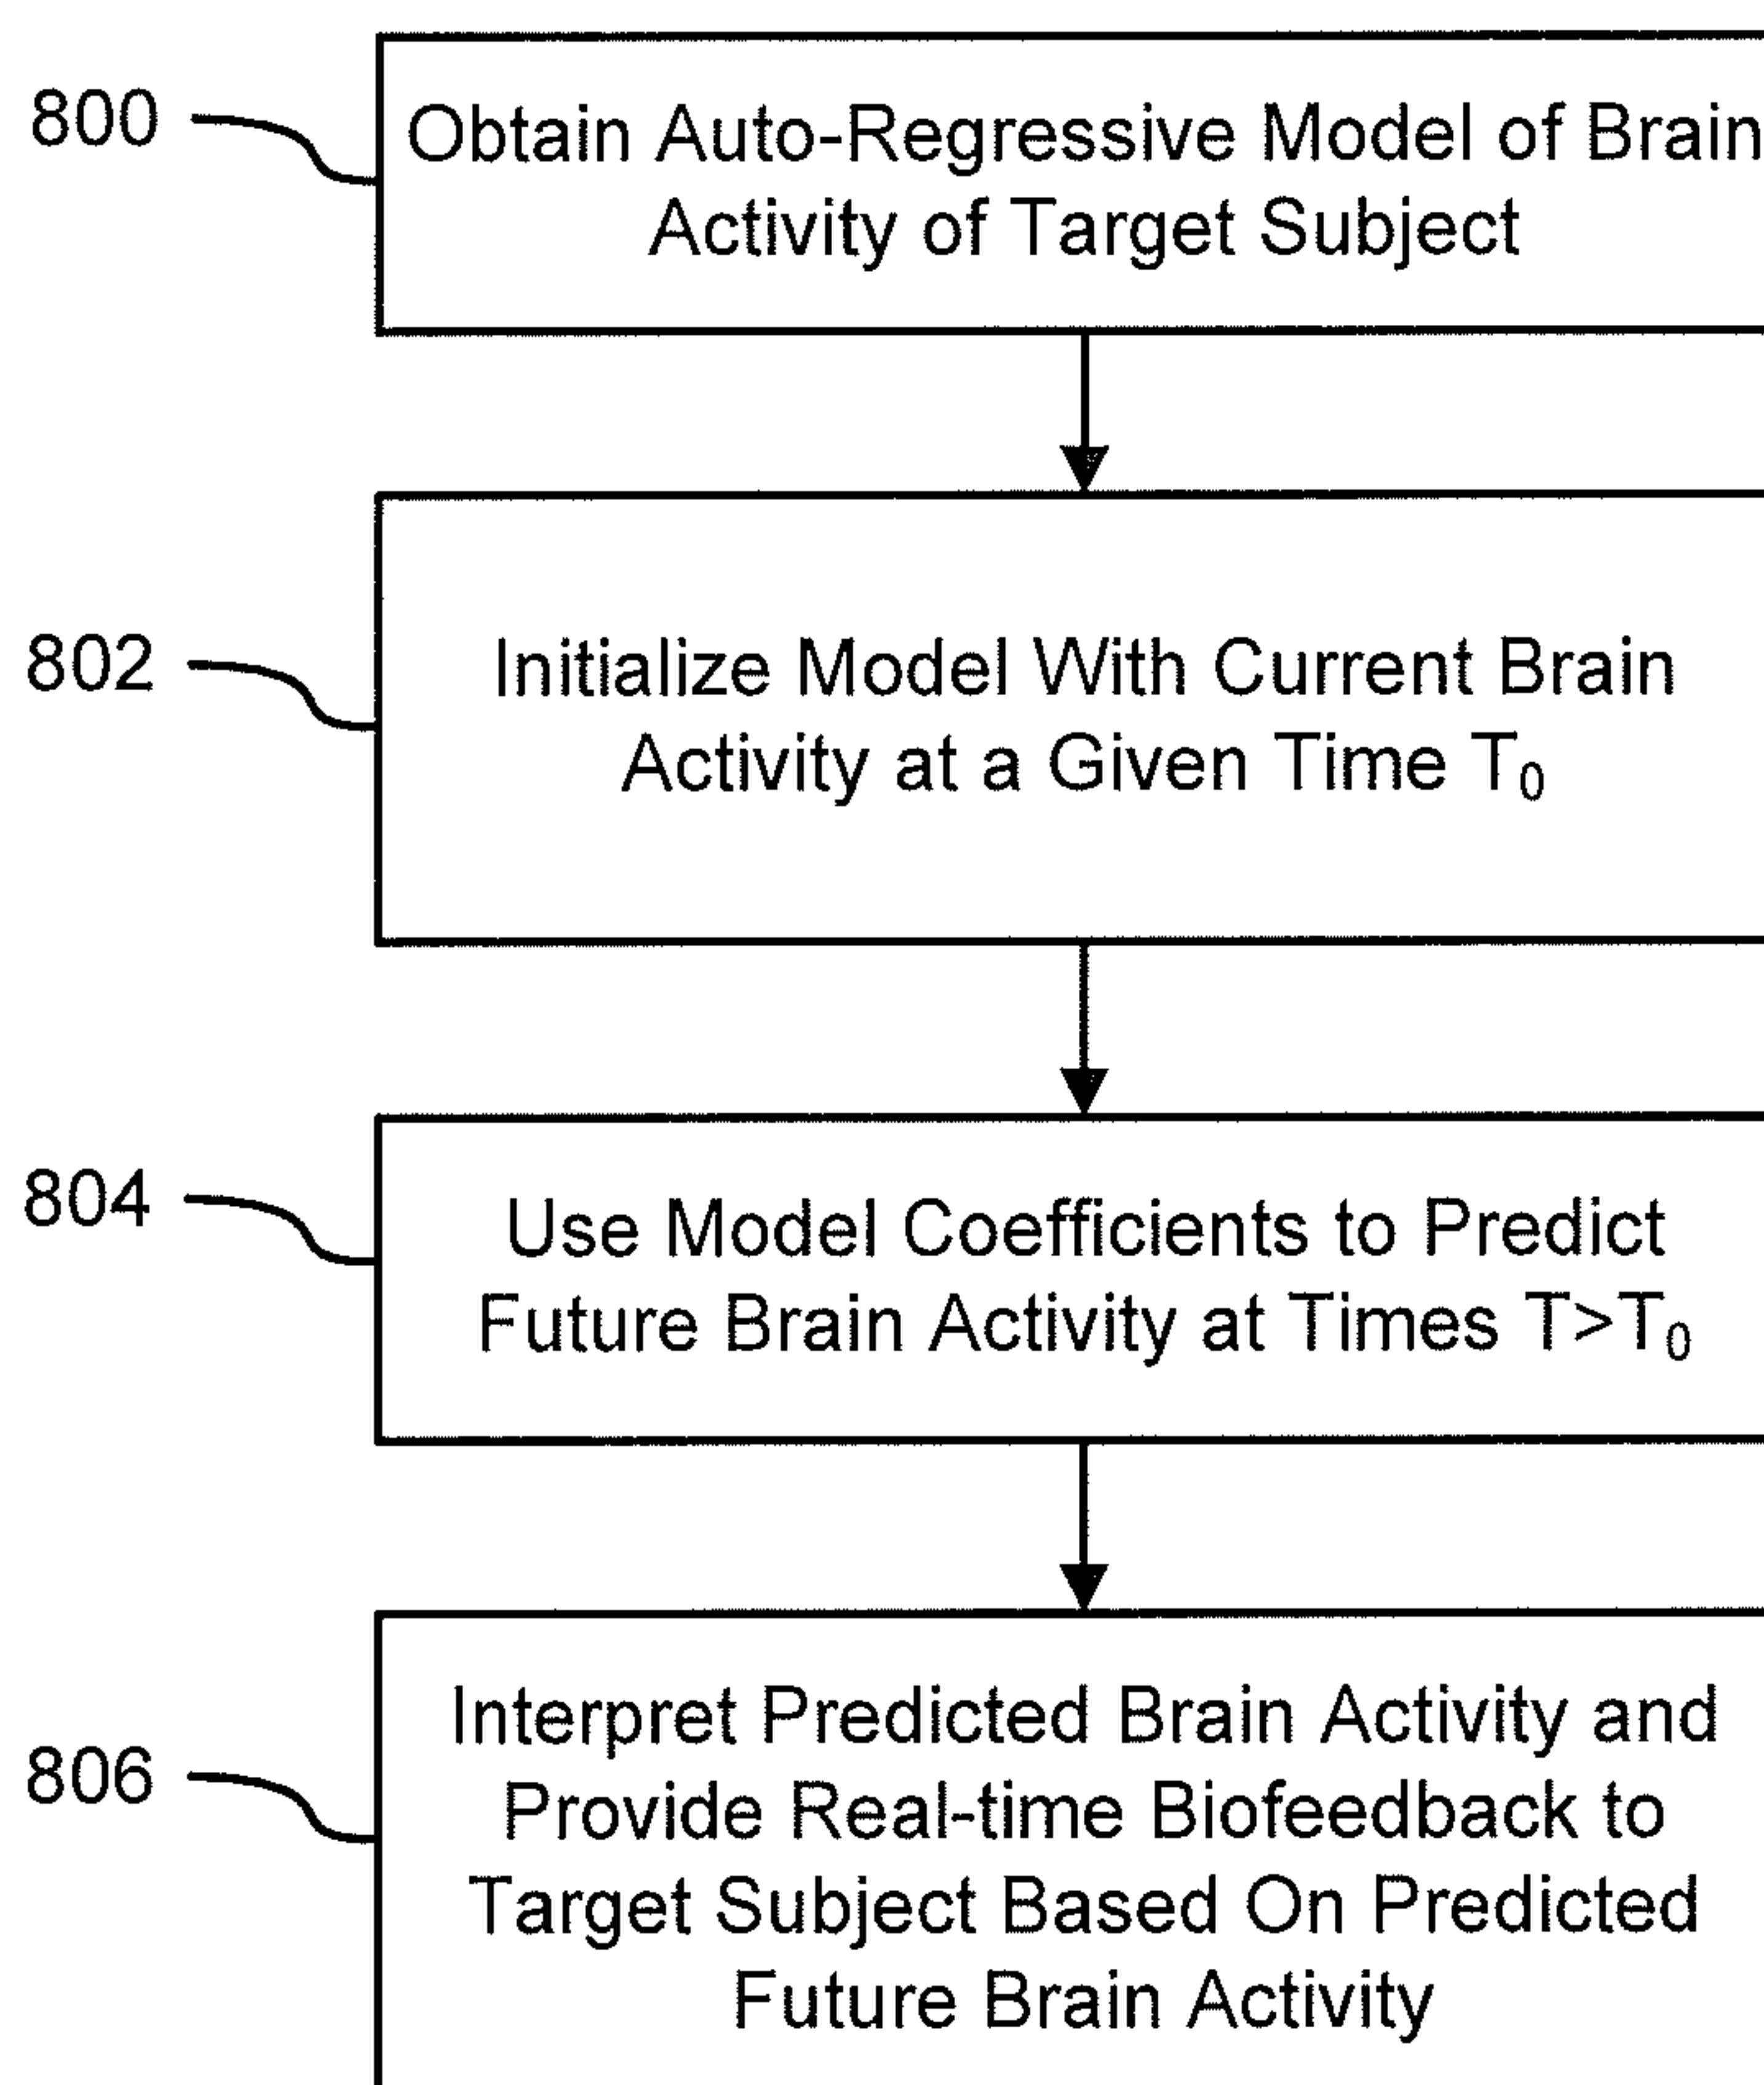 800
Obtain Auto-Regressive Model of Brain
Activity of Target Subject
802
Initialize Model With Current Brain
Activity at a Given Time T₀
804
Use Model Coefficients to Predict
Future Brain Activity at Times T>T₀
806
Interpret Predicted Brain Activity and
Provide Real-time Biofeedback to
Target Subject Based On Predicted
Future Brain Activity